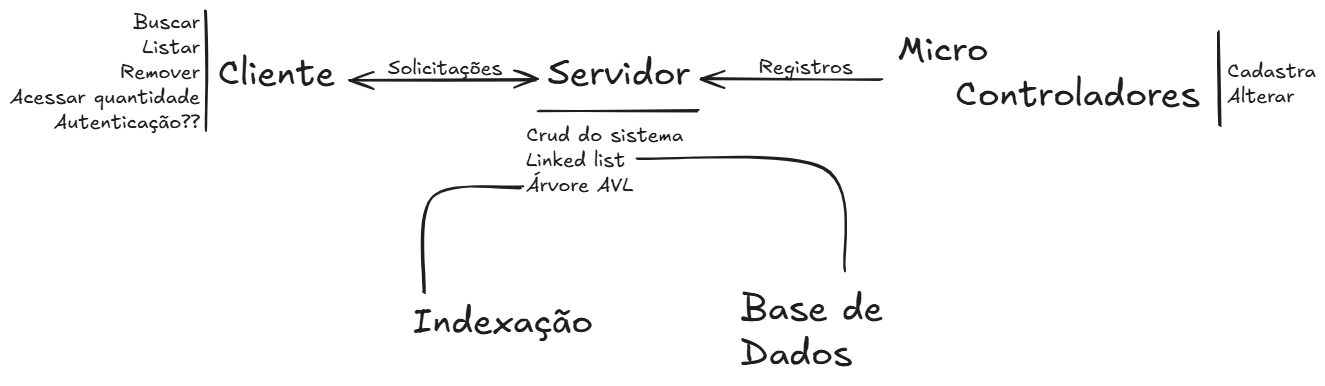 Buscar
Listar
Remover
Acessar quantidade
Autenticação??
Cliente
Solicitações
Servidor
Registros
Micro
Controladores
Cadastra
Alterar
Crud do sistema
Linked list
Árvore AVL
Indexação
Base de
Dados